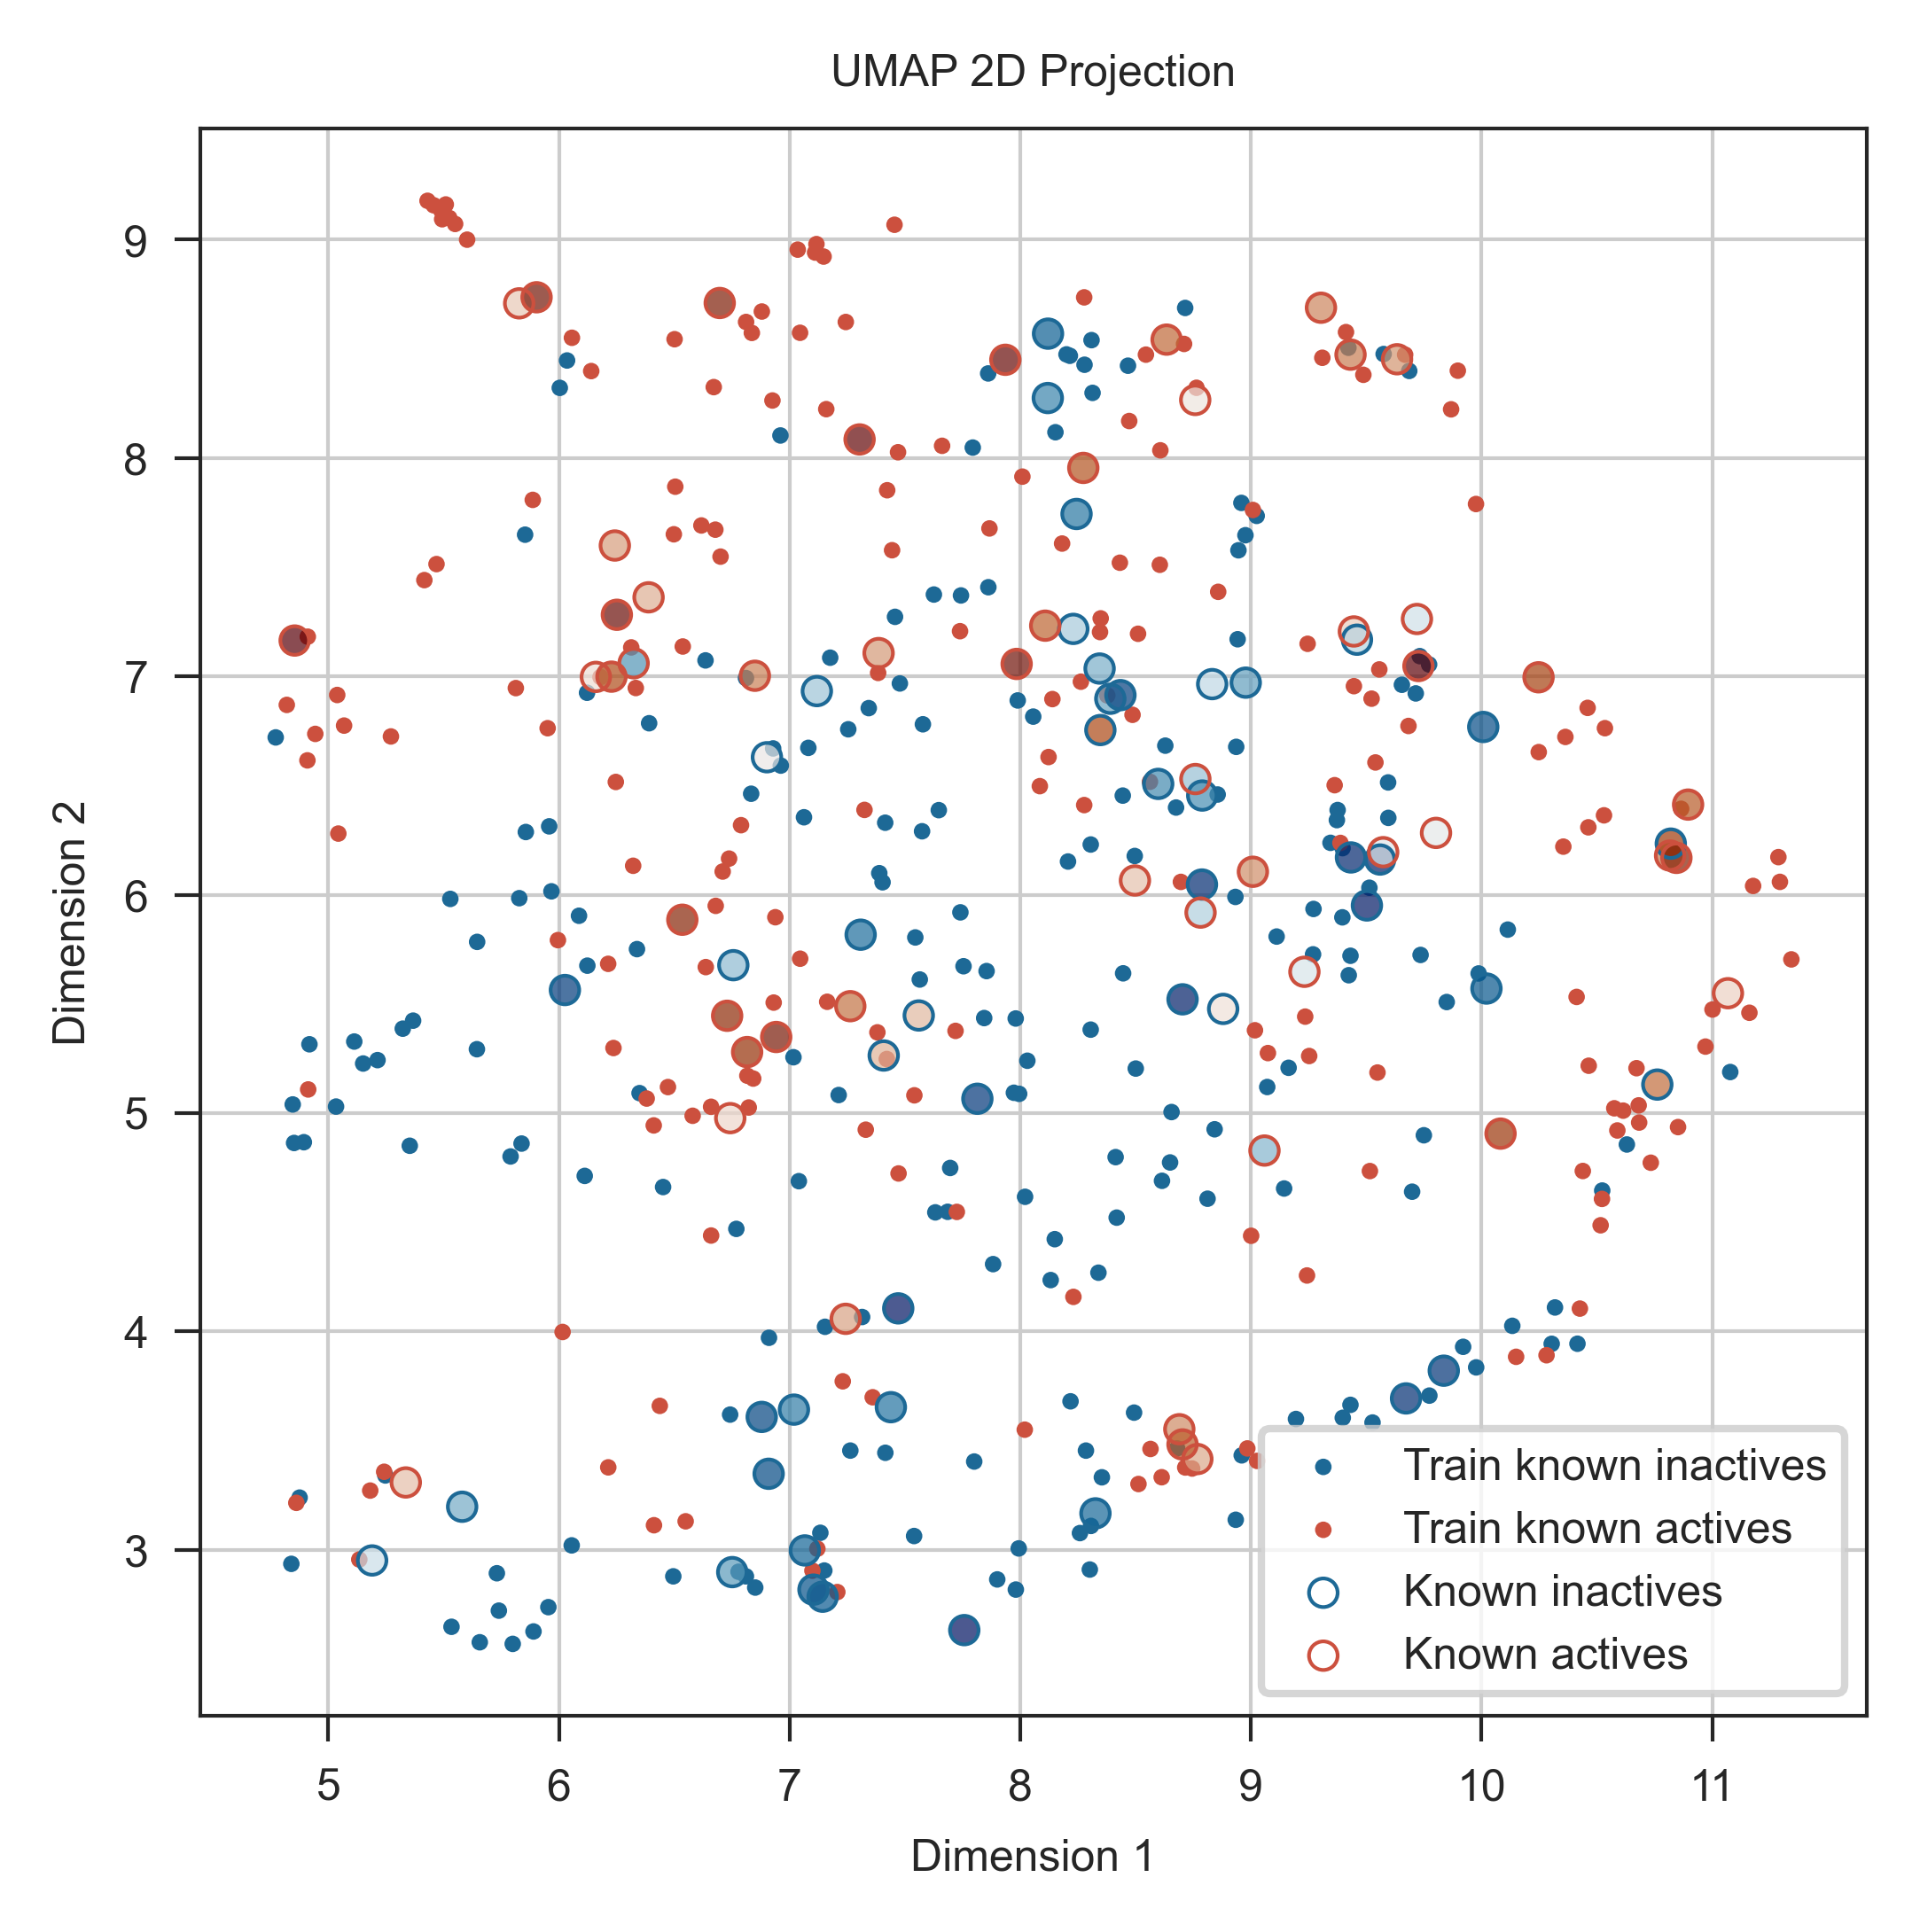 UMAP 2D Projection
Dimension 2
9
8
7
6
5
4
3
Train known inactives
Train known actives
Known inactives
Known actives
5 6 7 8 9 10 11
Dimension 1